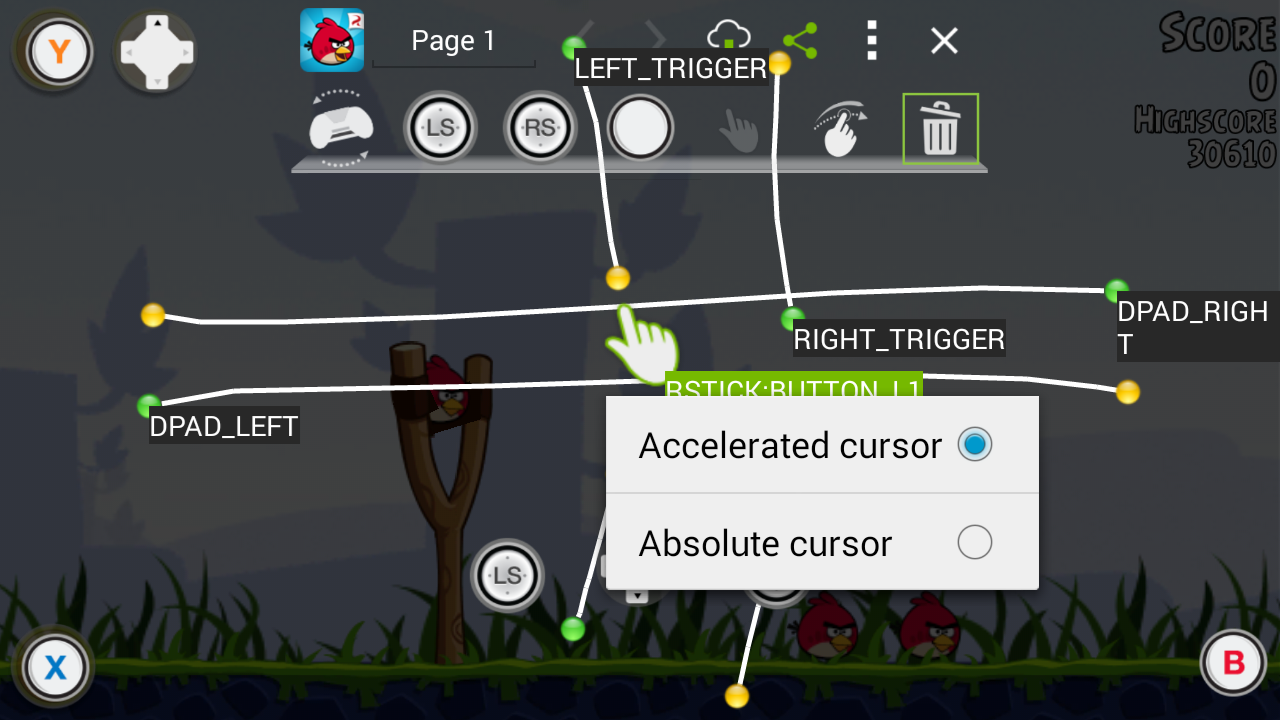 Y
Page 1
SCORE
0
HIGHSCORE
30610
LEFT_TRIGGER
LS
RS
DPAD_RIGH
T
RIGHT_TRIGGER
RSTICK:BUTTON_L1
DPAD_LEFT
Accelerated cursor
Absolute cursor
LS
X
B